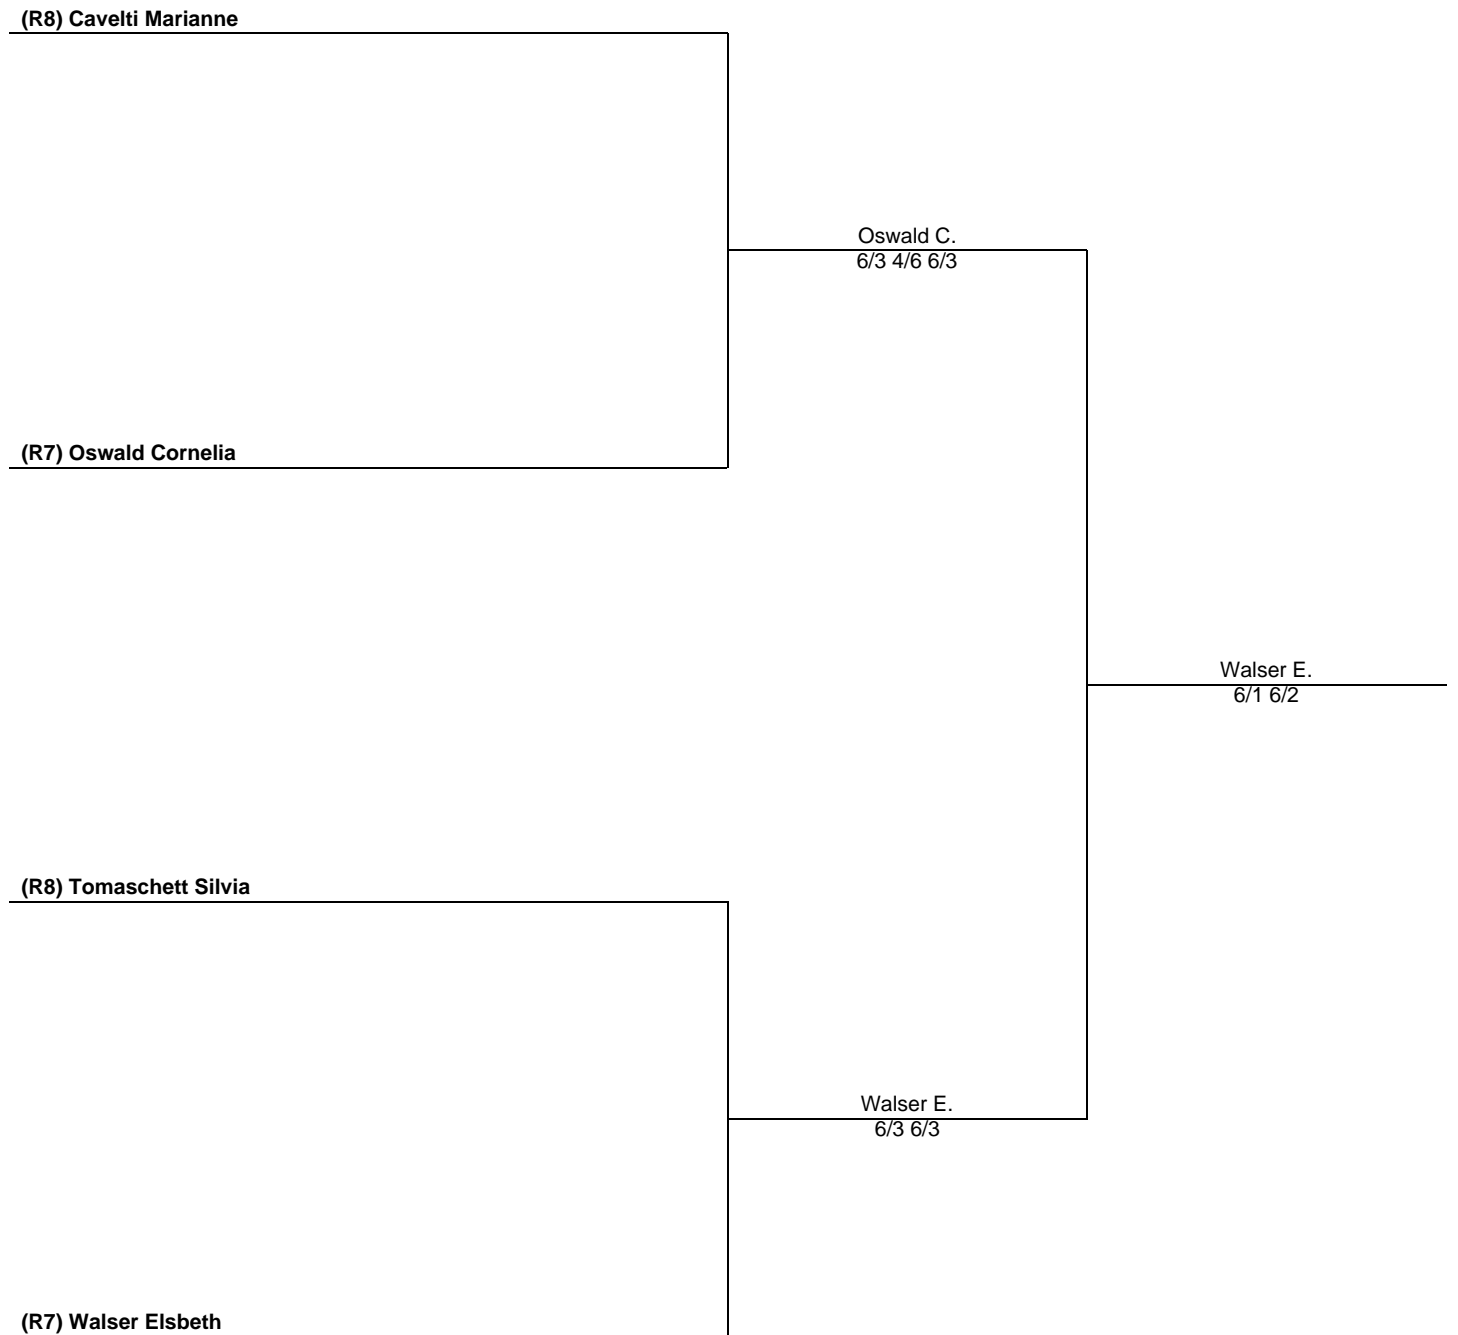 (R8) Cavelti Marianne
Oswald C.
6/3 4/6 6/3
(R7) Oswald Cornelia
Walser E.
6/1 6/2
(R8) Tomaschett Silvia
Walser E.
6/3 6/3
(R7) Walser Elsbeth